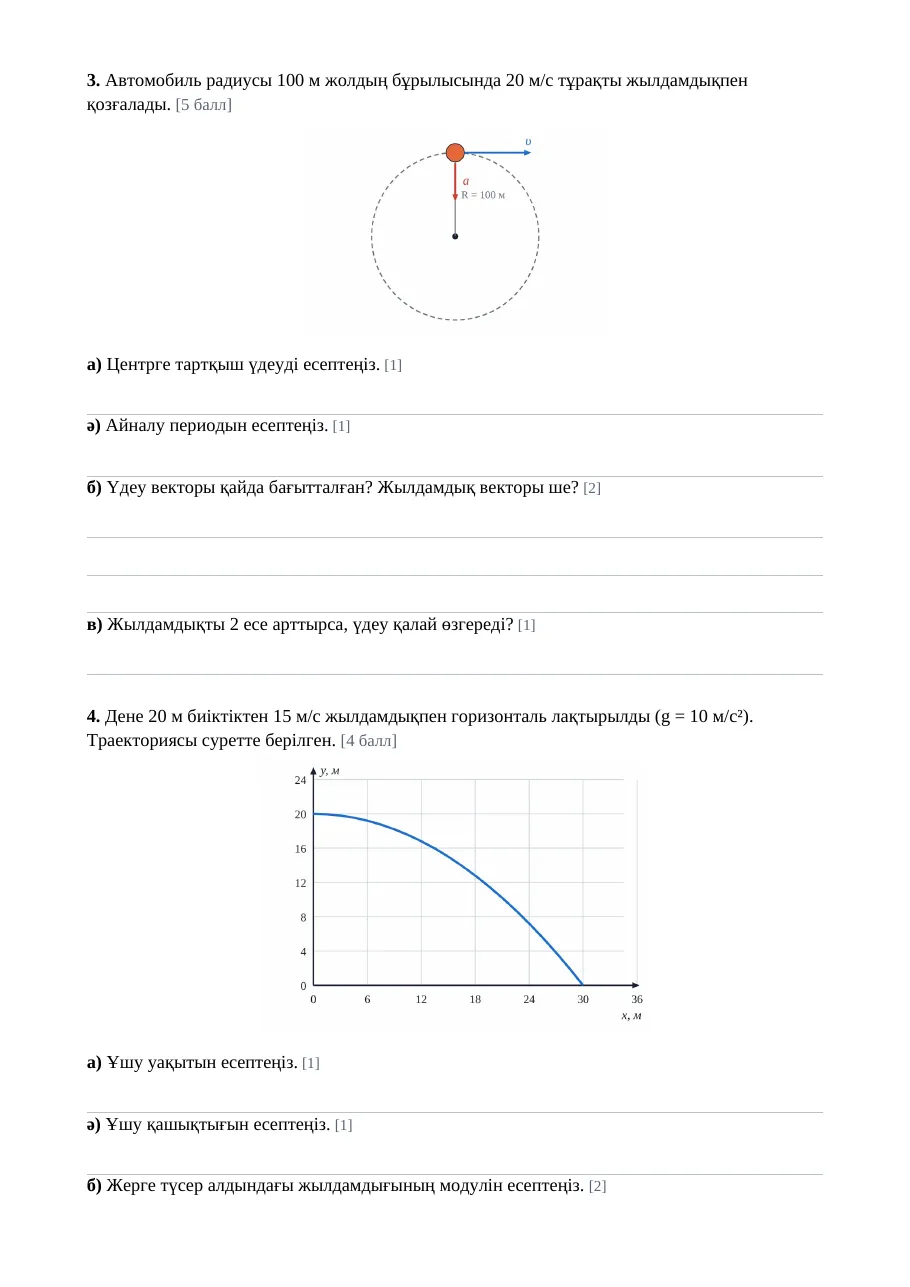 3. Автомобиль радиусы 100 м жолдың бұрылысында 20 м/с тұрақты жылдамдықпен
қозғалады. [5 балл]
υ
a
R = 100 м
а) Центрге тартқыш үдеуді есептеңіз. [1]
ә) Айналу периодын есептеңіз. [1]
б) Үдеу векторы қайда бағытталған? Жылдамдық векторы ше? [2]
в) Жылдамдықты 2 есе арттырса, үдеу қалай өзгереді? [1]
4. Дене 20 м биіктіктен 15 м/с жылдамдықпен горизонталь лақтырылды (g = 10 м/с²).
Траекториясы суретте берілген. [4 балл]
y, м
24
20
16
12
8
4
0
0 6 12 18 24 30 36
x, м
а) Ұшу уақытын есептеңіз. [1]
ә) Ұшу қашықтығын есептеңіз. [1]
б) Жерге түсер алдындағы жылдамдығының модулін есептеңіз. [2]